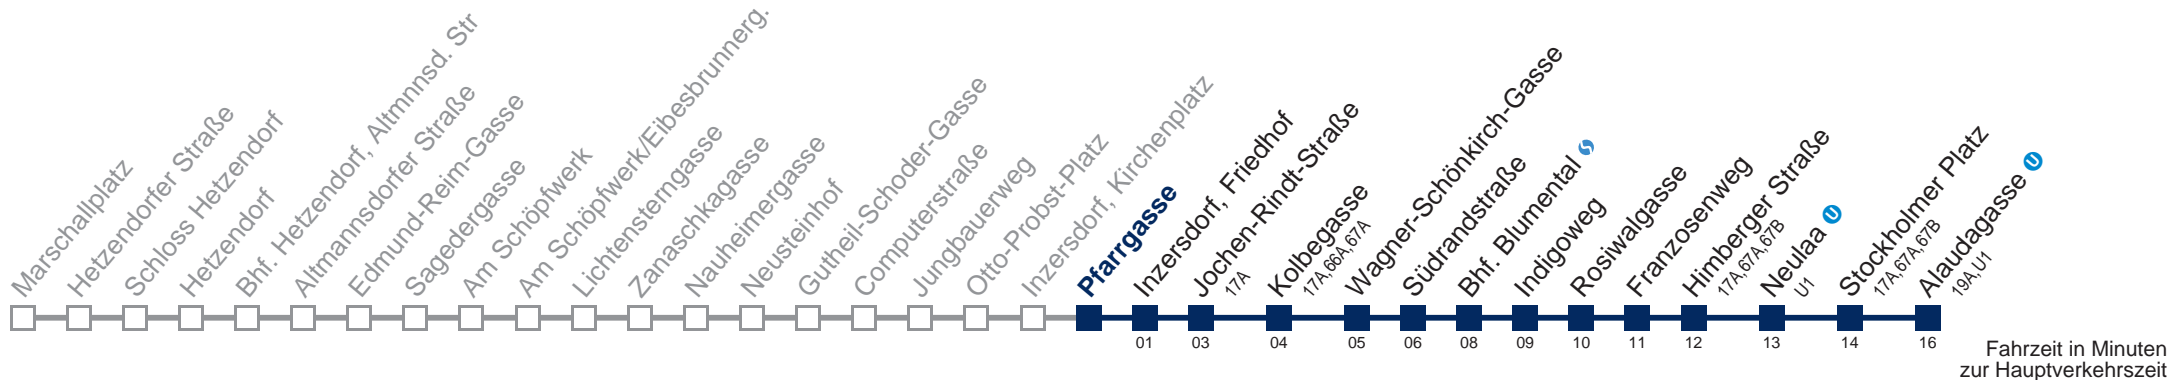 Marschallplatz
Hetzendorfer Straße
Schloss Hetzendorf
Hetzendorf
Bhf. Hetzendorf, Altmnnsd. Str
Altmannsdorfer Straße
Edmund-Reim-Gasse
Sagedergasse
Am Schöpfwerk
Am Schöpfwerk/Eibesbrunnerg.
Lichtensterngasse
Zanaschkagasse
Nauheimergasse
Neusteinhof
Gutheil-Schoder-Gasse
Computerstraße
Jungbauerweg
Otto-Probst-Platz
Inzersdorf, Kirchenplatz
Pfarrgasse
Inzersdorf, Friedhof
Jochen-Rindt-Straße
17A
Kolbegasse
17A,66A,67A
Wagner-Schönkirch-Gasse
Südrandstraße
Bhf. Blumental S
Indigoweg
Rosiwalgasse
Franzosenweg
Himberger Straße
17A,67A,67B
Neulaa U
U1
Stockholmer Platz
17A,67A,67B
Alaudagasse U
19A,U1
01 03 04 05 06 08 09 10 11 12 13 14 16
Fahrzeit in Minuten
zur Hauptverkehrszeit